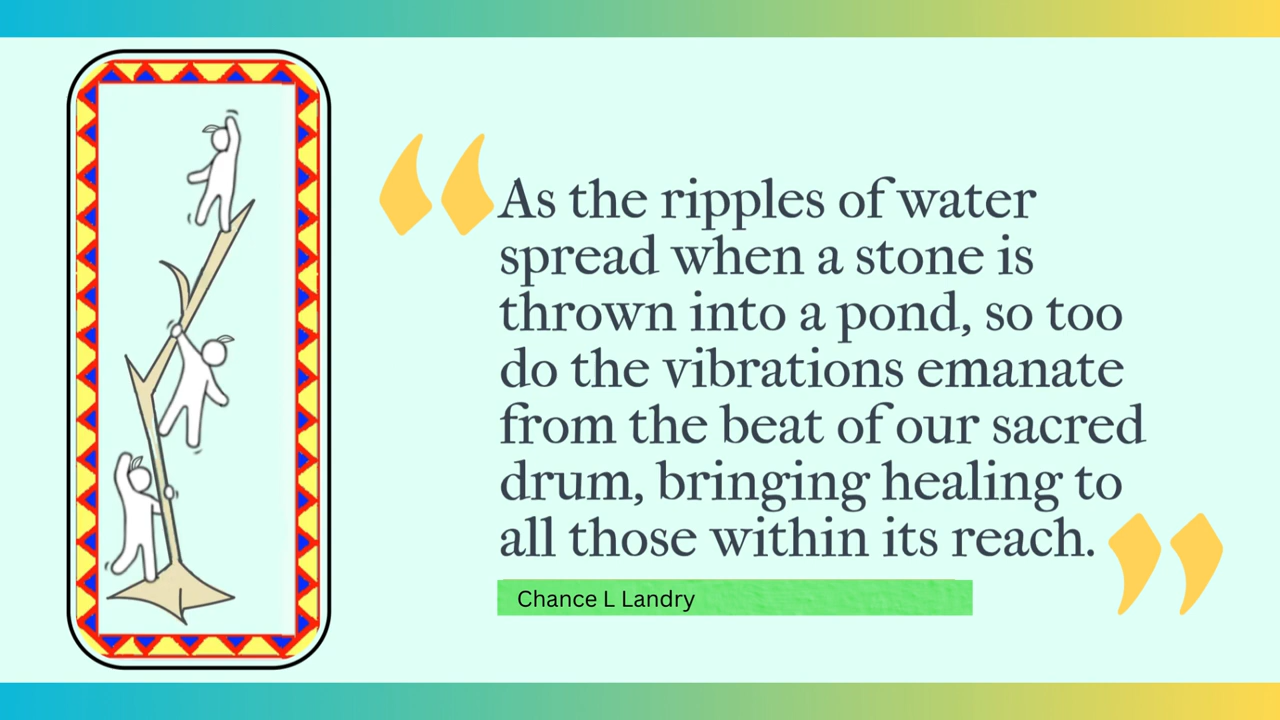 As the ripples of water
spread when a stone is
thrown into a pond, so too
do the vibrations emanate
from the beat of our sacred
drum, bringing healing to
all those within its reach.
Chance L Landry